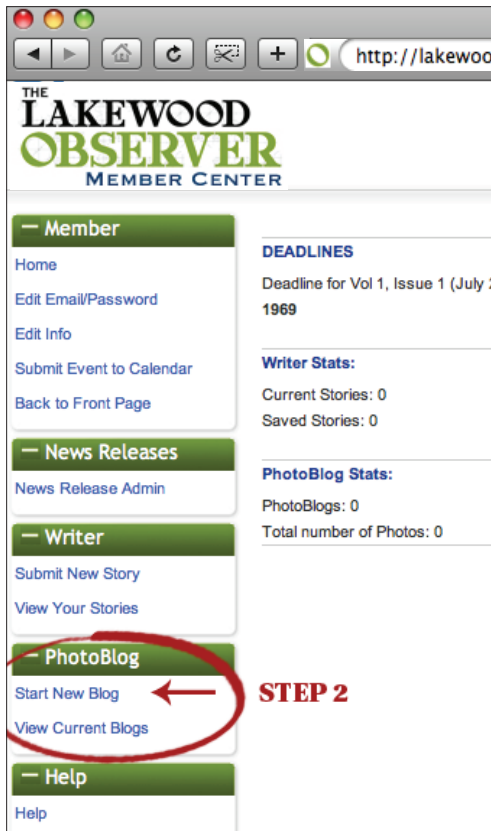 http://lakewoo
THE
LAKEWOOD
OBSERVER
MEMBER CENTER
Member
Home
Edit Email/Password
Edit Info
Submit Event to Calendar
Back to Front Page
News Releases
News Release Admin
Writer
Submit New Story
View Your Stories
PhotoBlog
Start New Blog
View Current Blogs
Help
Help
DEADLINES
Deadline for Vol 1, Issue 1 (July
1969
Writer Stats:
Current Stories: 0
Saved Stories: 0
PhotoBlog Stats:
PhotoBlogs: 0
Total number of Photos: 0
STEP 2